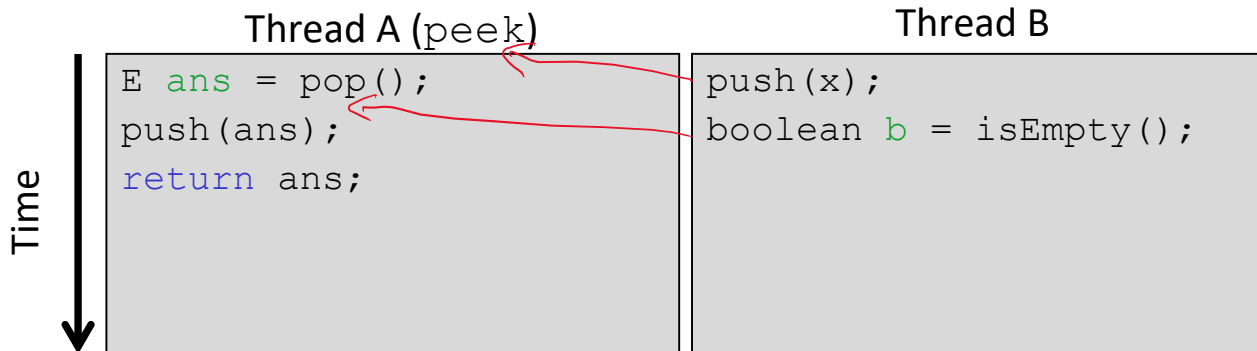 Thread A (peek)
Thread B
Time
E ans = pop();
push(ans);
return ans;
push(x);
boolean b = isEmpty();